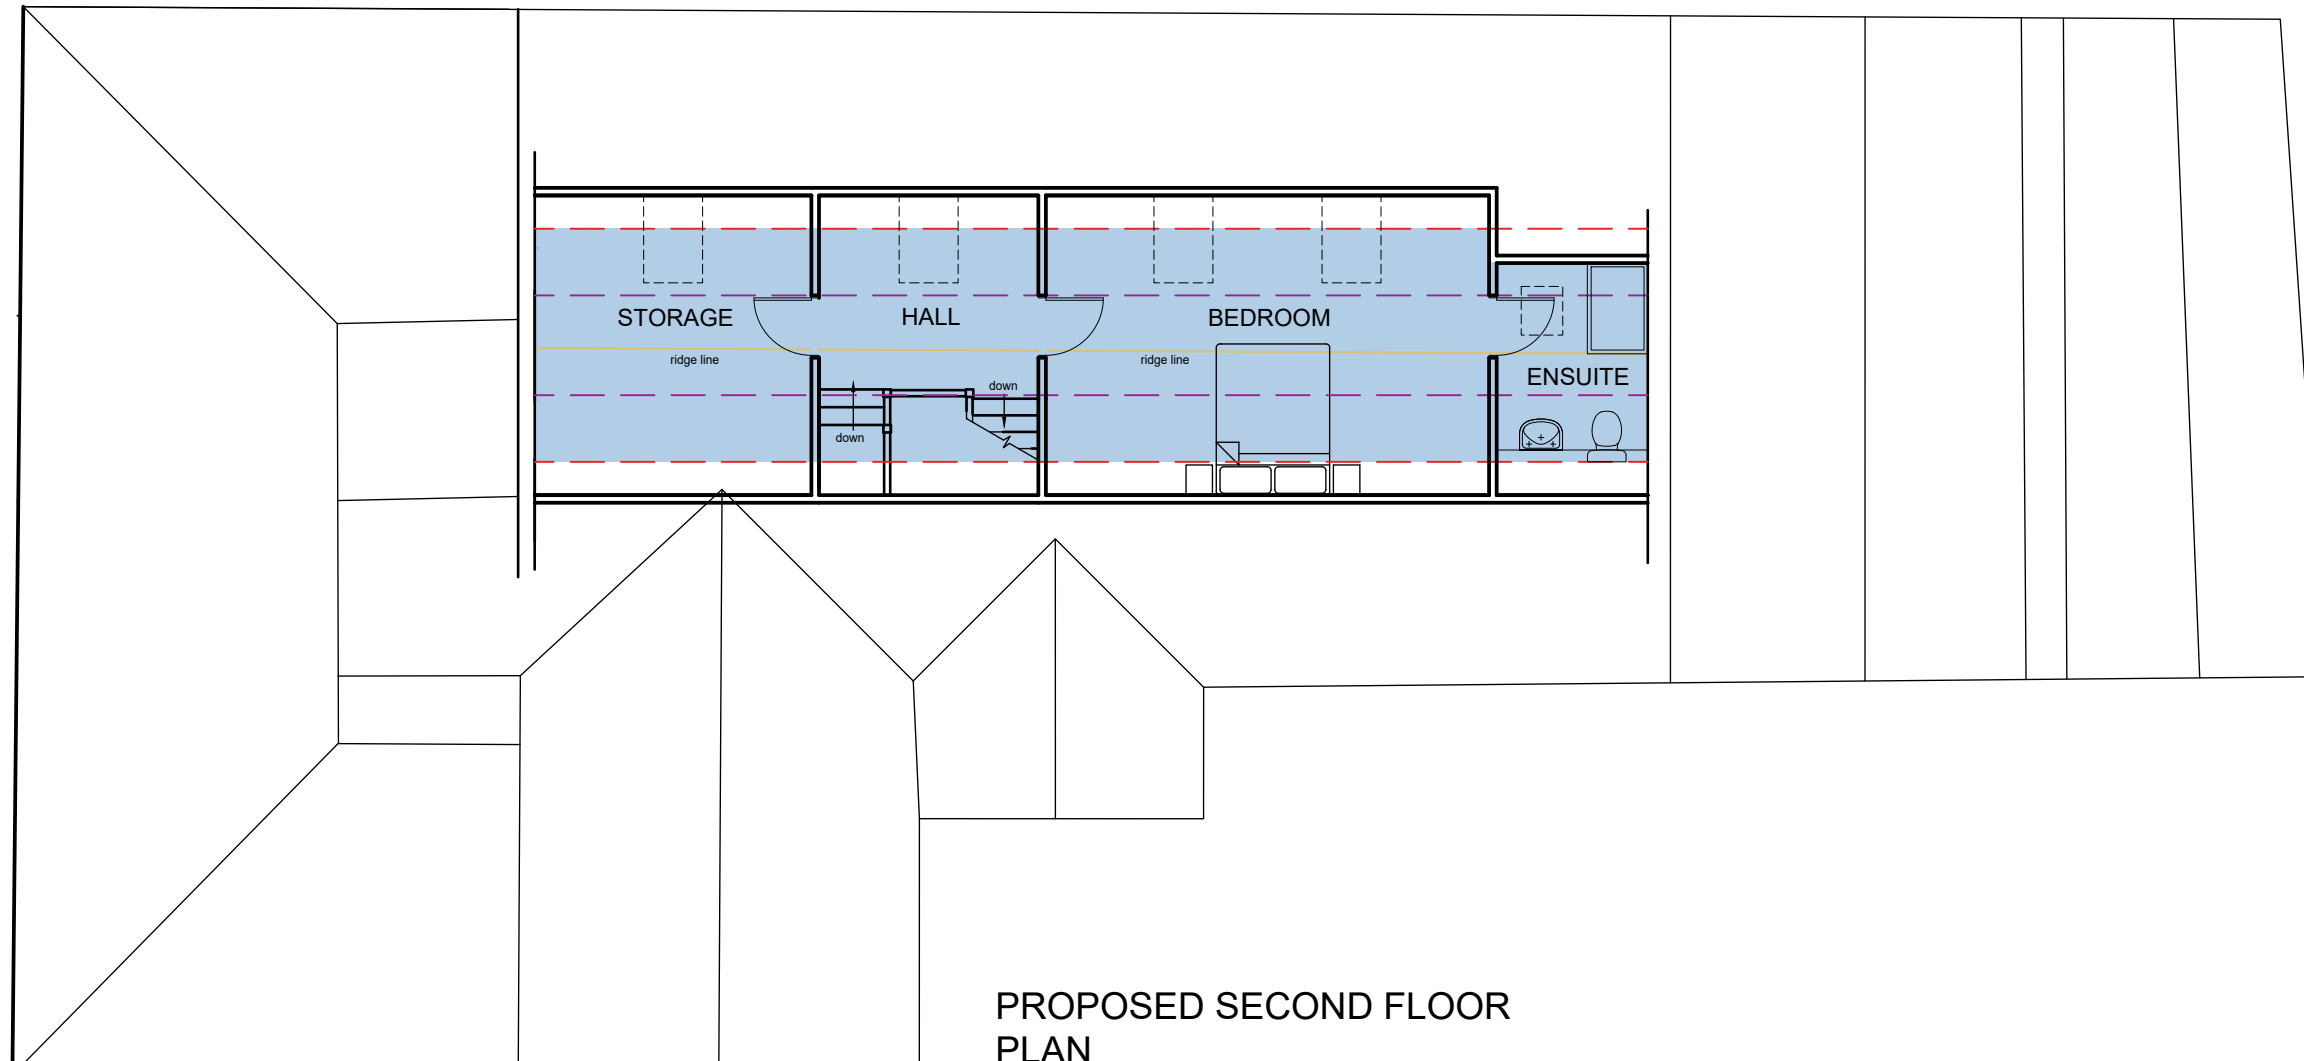 STORAGE
HALL
BEDROOM
ridge line
ridge line
ENSUITE
down
down
PROPOSED SECOND FLOOR
PLAN